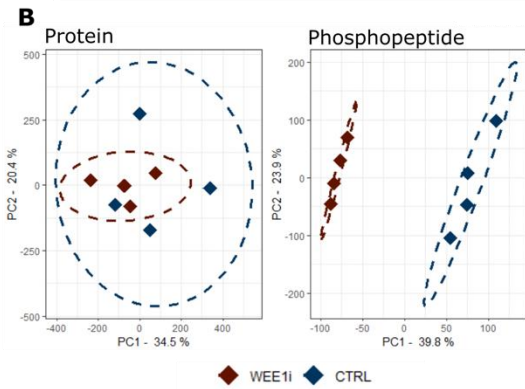 B
Protein
Phosphopeptide
500
250
0
-250
-500
PC2 - 20.4 %
-400
-200
0
200
400
PC1 - 34.5 %
200
100
0
-100
-200
PC2 - 23.9 %
-100
-50
0
50
100
PC1 - 39.8 %
WEE1i
CTRL